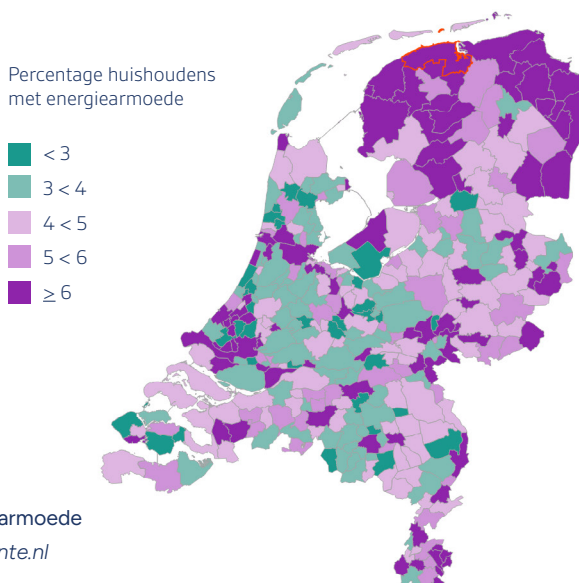 Percentage huishoudens
met energiearmoede
< 3
3 < 4
4 < 5
5 < 6
≥ 6
armoede
nte.nl